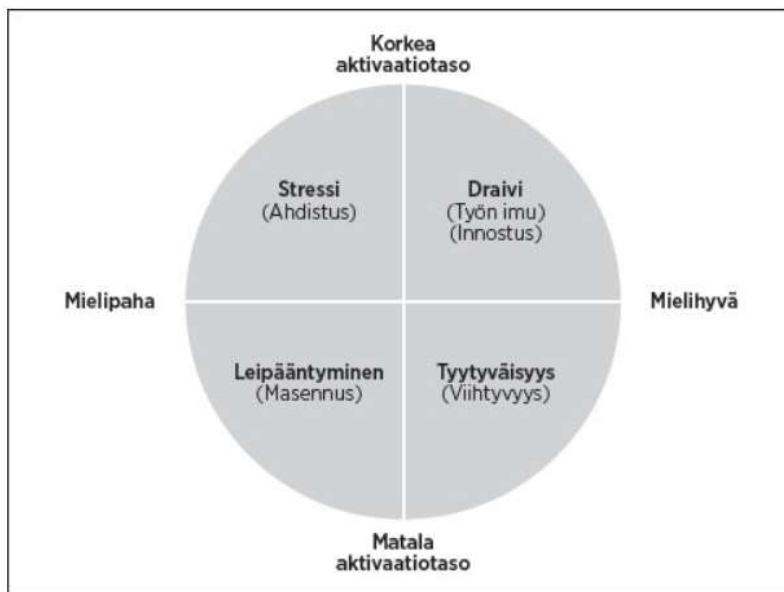 Korkea
aktivaatiotaso
Stressi
(Ahdistus)
Draivi
(Työn imu)
(Innostus)
Mielipaha
Mielihyvä
Leipääntyminen
(Masennus)
Tyytyväisyys
(Viihtyvyys)
Matala
aktivaatiotaso